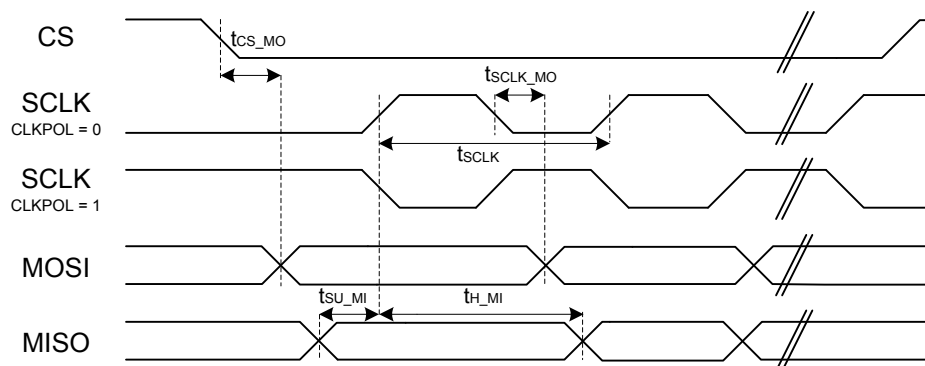 CS
tCS_MO
SCLK
CLKPOL = 0
tSCLK_MO
tSCLK
SCLK
CLKPOL = 1
MOSI
tSU_MI
tH_MI
MISO